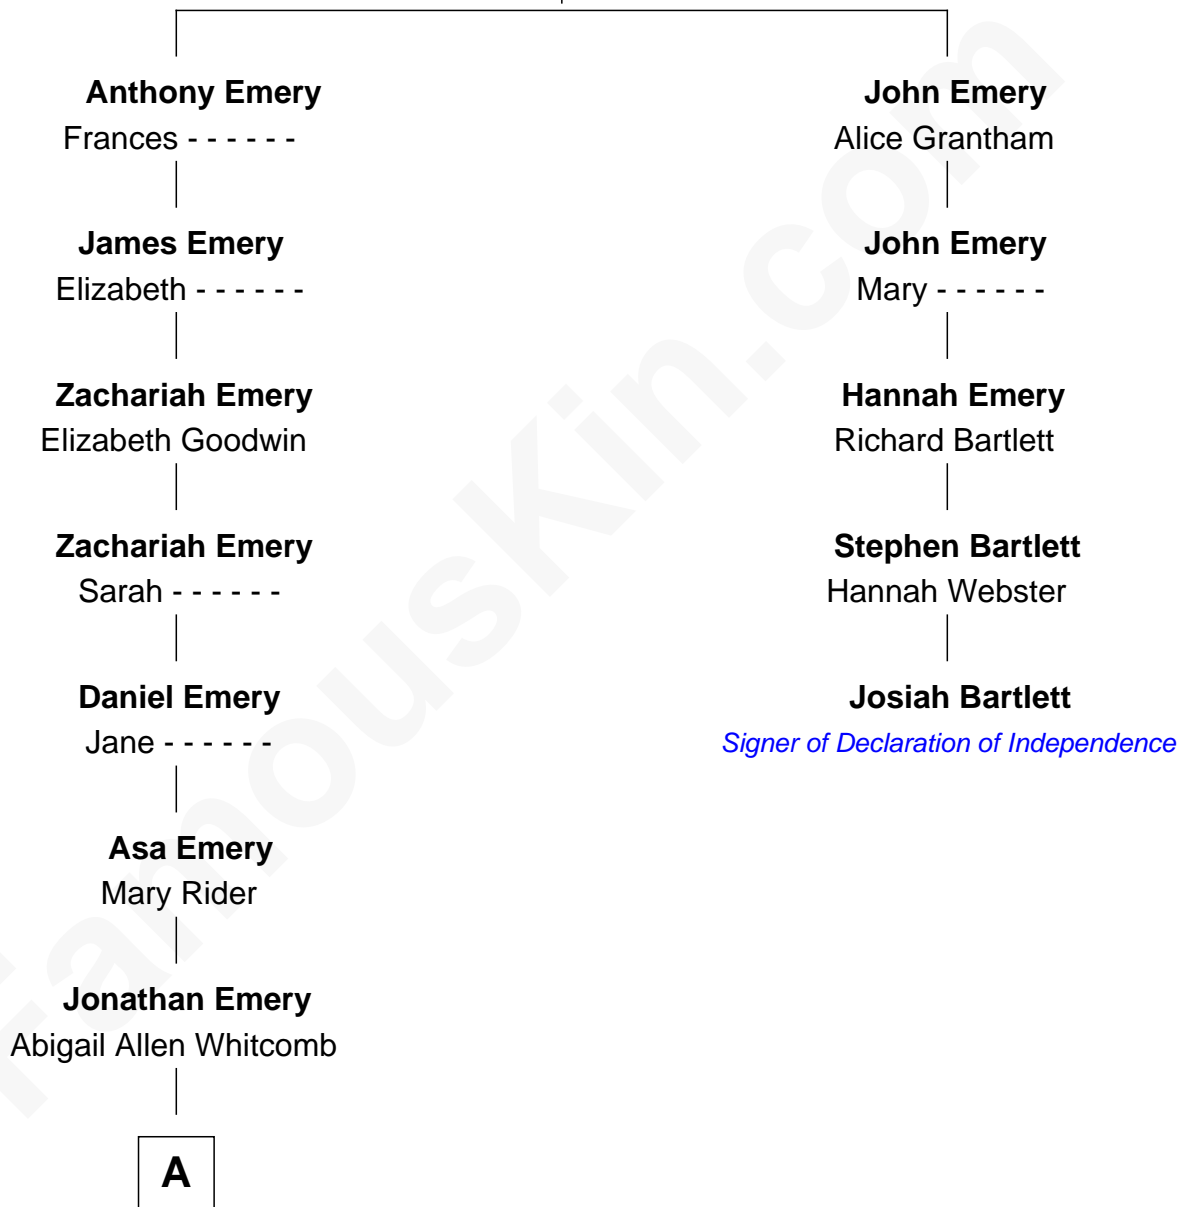 Anthony Emery
Frances - - - - - -
John Emery
Alice Grantham
James Emery
Elizabeth - - - - - -
John Emery
Mary - - - - - -
Zachariah Emery
Elizabeth Goodwin
Hannah Emery
Richard Bartlett
Zachariah Emery
Sarah - - - - - -
Stephen Bartlett
Hannah Webster
Daniel Emery
Jane - - - - - -
Josiah Bartlett
Signer of Declaration of Independence
Asa Emery
Mary Rider
Jonathan Emery
Abigail Allen Whitcomb
A
FamousKin.com